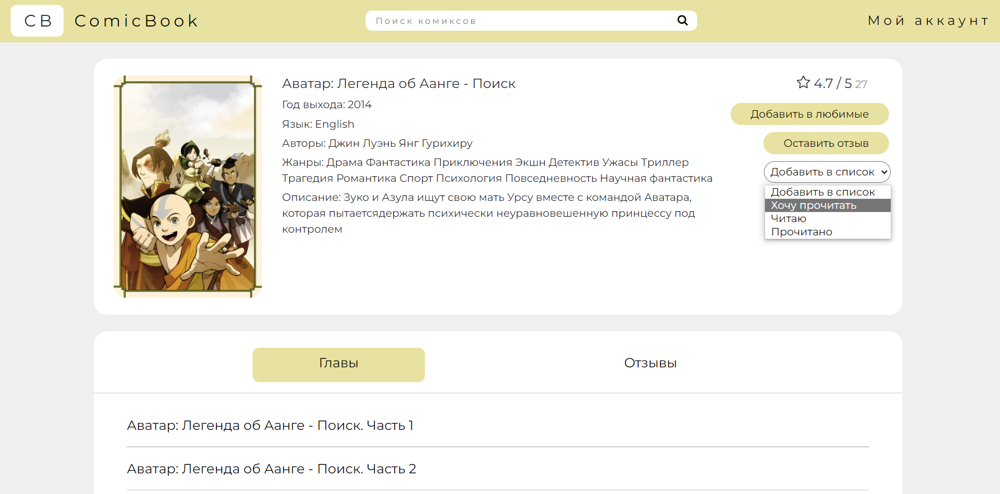 CB
ComicBook
Поиск комиксов
Мой аккаунт
Аватар: Легенда об Аанге - Поиск
Год выхода: 2014
Язык: English
Авторы: Джин Луэнь Янг Гурихиру
Жанры: Драма Фантастика Приключения Экшн Детектив Ужасы Триллер
Трагедия Романтика Спорт Психология Повседневность Научная фантастика
Описание: Зуко и Азула ищут свою мать Урсу вместе с командой Аватара,
которая пытаетсядержать психически неуравновешенную принцессу под
контролем
4.7 / 5 27
Добавить в любимые
Оставить отзыв
Добавить в список
Добавить в список
Хочу прочитать
Читаю
Прочитано
Главы
Отзывы
Аватар: Легенда об Аанге - Поиск. Часть 1
Аватар: Легенда об Аанге - Поиск. Часть 2